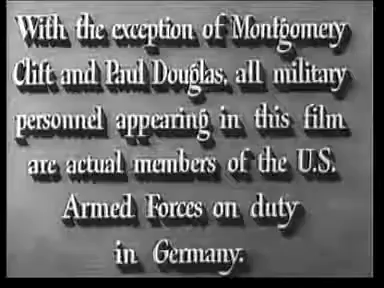 With the exception of Montgomery
Clift and Paul Douglas, all military
personnel appearing in this film
are actual members of the U.S.
Armed Forces on duty
in Germany.